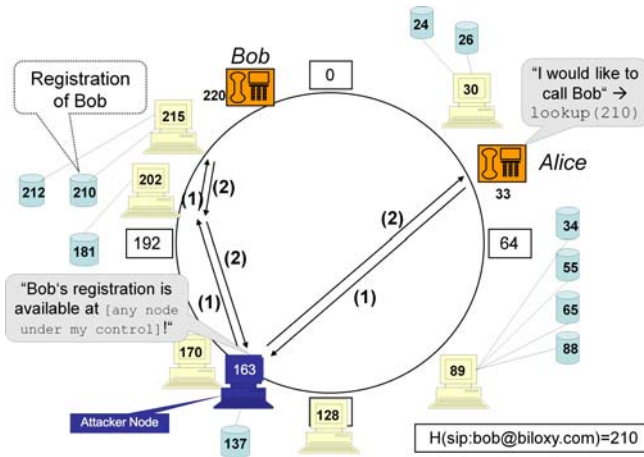 24
26
Bob
0
"I would like to
call Bob" →
lookup(210)
Registration
of Bob
220
30
215
Alice
33
212
210
202
(1)
(2)
(2)
34
181
192
64
55
(2)
(1)
(1)
65
"Bob's registration is
available at [any node
under my control]!"
88
170
163
89
Attacker Node
128
137
H(sip:bob@biloxy.com)=210